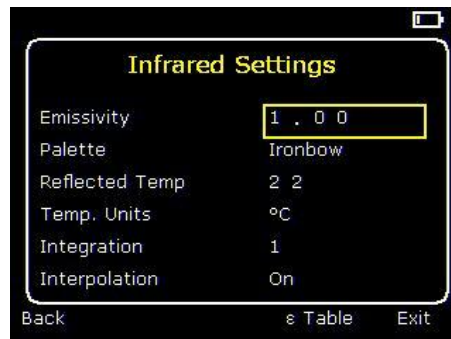 Infrared Settings
Emissivity 1 . 0 0
Palette Ironbow
Reflected Temp 2 2
Temp. Units °C
Integration 1
Interpolation On
Back ε Table Exit